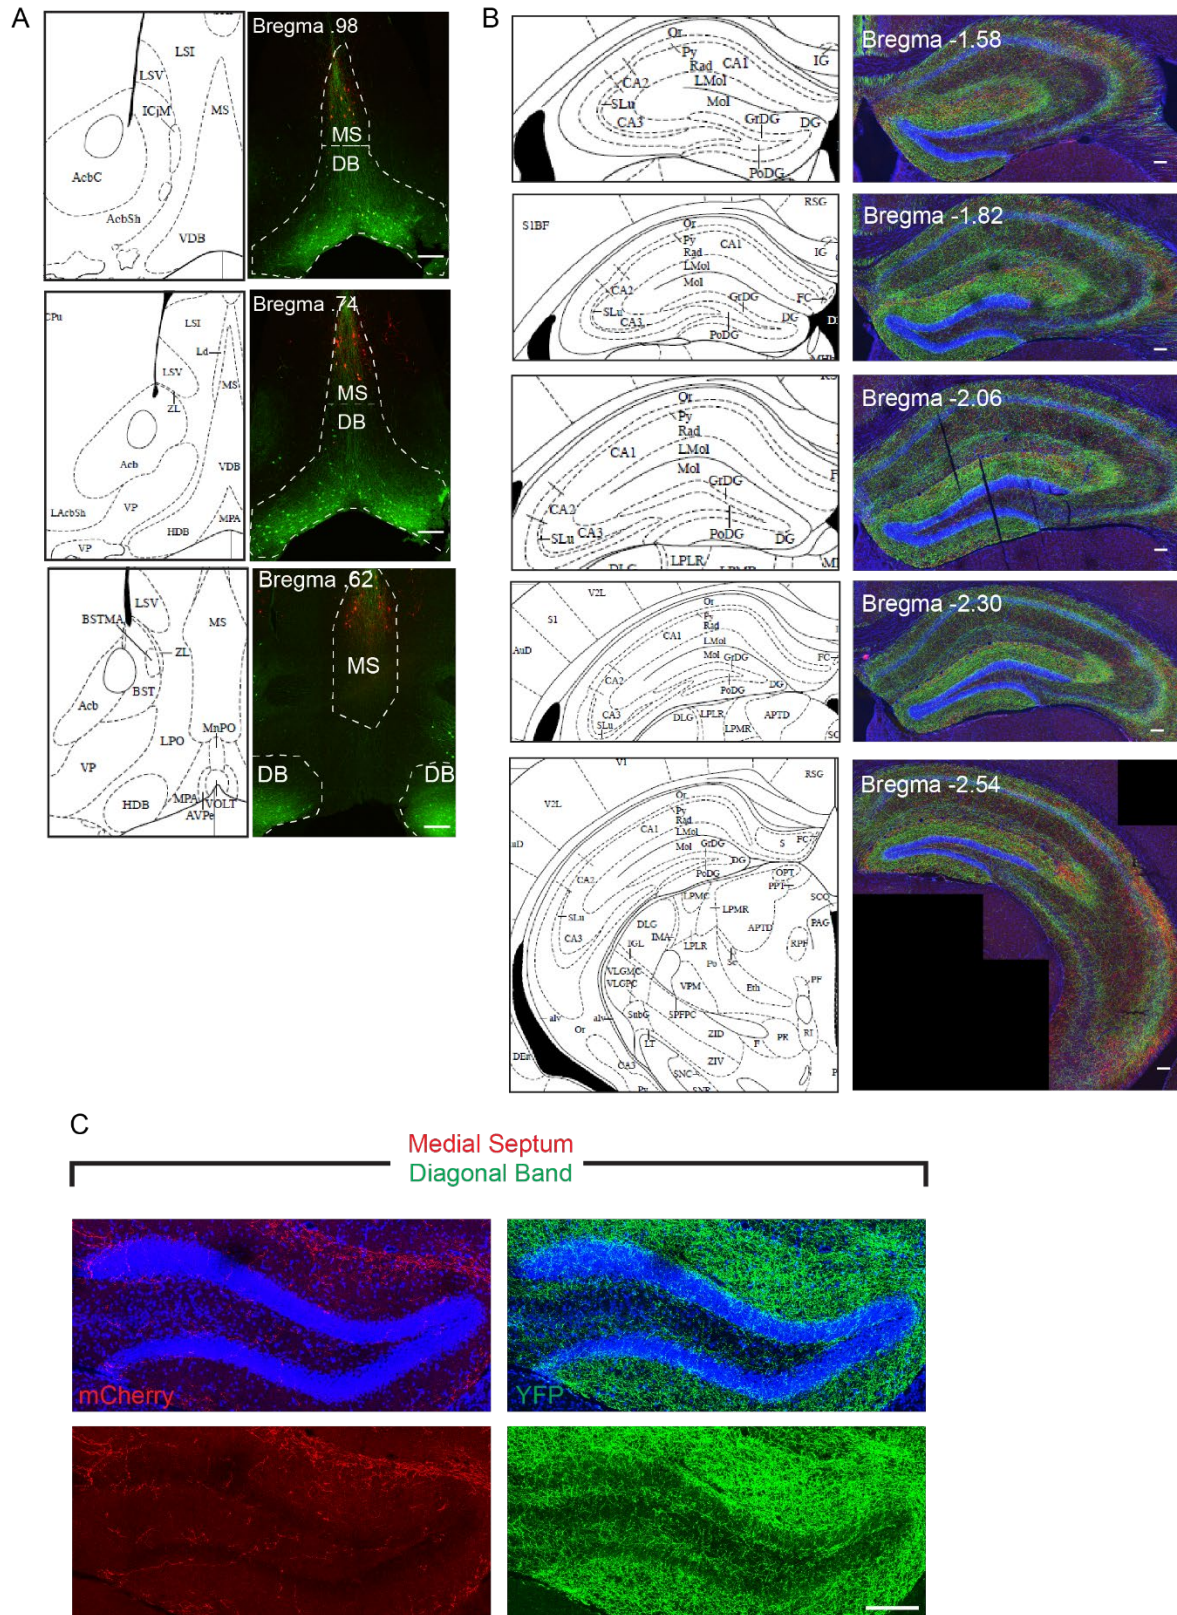 A
LSI
LSV
ICjM
MS
AcbC
AcbSh
VDB
Bregma .98
MS
DB
CPu
LSI
Ld
LSV
MS
ZL
Acb
VDB
VP
LAcbSh
HDB
MPA
VP
Bregma .74
MS
DB
LSV
BSTMA
MS
ZL
Acb
BST
MnPO
LPO
VP
HDB
MPA
VOLT
AVPe
Bregma .62
MS
DB
DB
B
Or
Py
Rad
CA1
IG
CA2
LMol
SLu
Mol
CA3
GrDG
DG
PoDG
Bregma -1.58
RSG
S1BF
Or
Py
CA1
Rad
IG
LMol
CA2
Mol
FC
SLu
GrDG
CA3
DG
PoDG
Bregma -1.82
Or
Py
CA1
Rad
LMol
Mol
GrDG
CA2
SLu
CA3
PoDG
DG
DLG
LPLR
LPMR
Bregma -2.06
V2L
S1
Or
AuD
Py
CA1
Rad
LMol
Mol
GrDG
FC
CA2
PoDG
DG
CA3
SLu
DLG
LPLR
APTD
LPMR
Bregma -2.30
V1
RSG
V2L
Or
Py
CA1
Rad
LMol
Mol
GrDG
S
FC
DG
CA2
PoDG
OPT
PPT
LPMC
SCO
SLu
LPMR
DLG
APTD
PAG
CA3
IMA
IGL
LPLR
RPF
Po
Sc
VLGMC
VLGPC
VPM
Eth
PF
alv
alv
SubG
SPFPC
Or
ZID
F
PR
RI
LT
DEn
ZIV
CA3
SNC
Py
SNR
Bregma -2.54
C
Medial Septum
Diagonal Band
mCherry
YFP